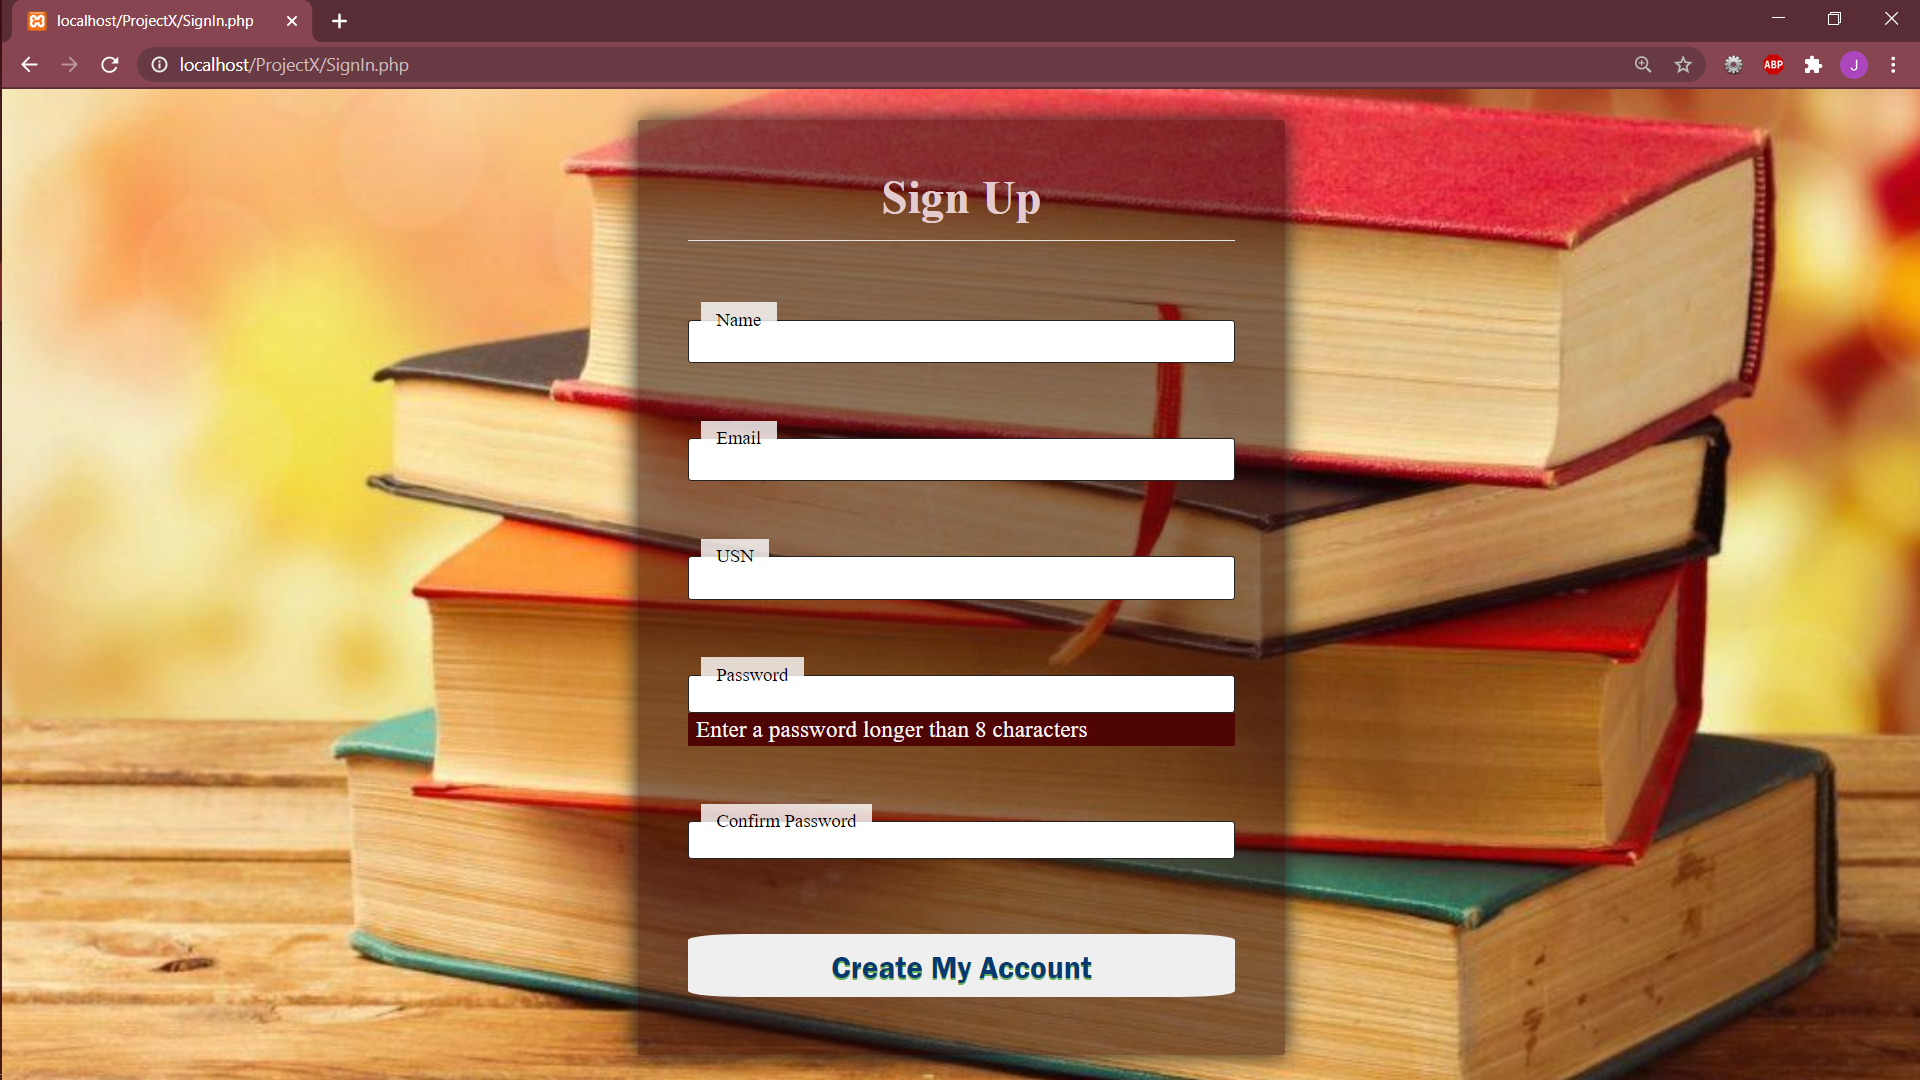 localhost/ProjectX/SignIn.php
localhost/ProjectX/SignIn.php
ABP
J
Sign Up
Name
Email
USN
Password
Enter a password longer than 8 characters
Confirm Password
Create My Account